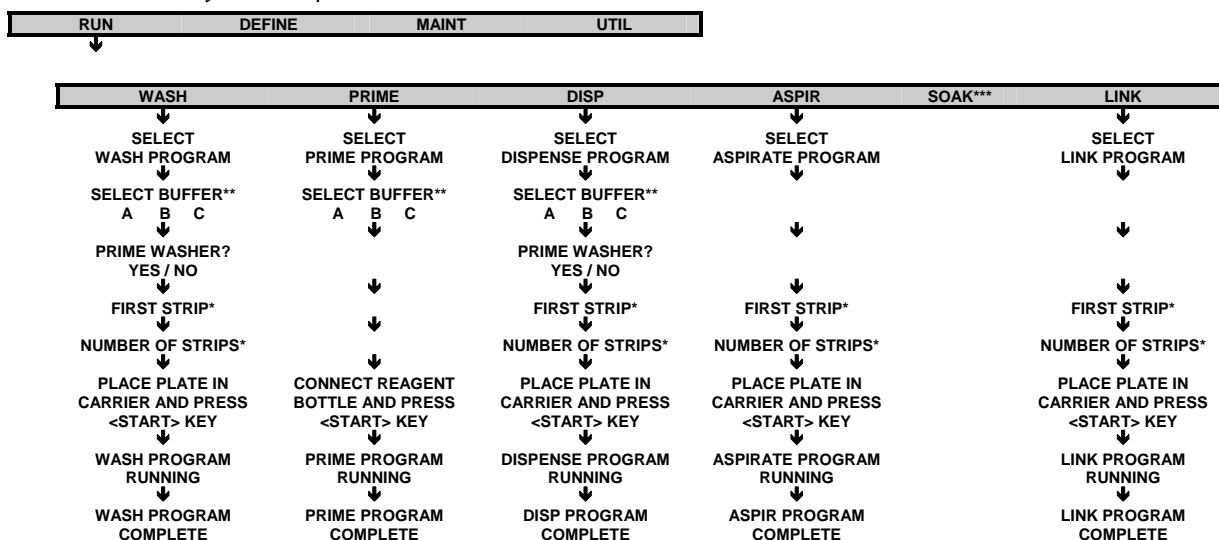 RUN DEFINE MAINT UTIL
WASH PRIME DISP ASPIR SOAK*** LINK
SELECT SELECT SELECT SELECT SELECT
WASH PROGRAM PRIME PROGRAM DISPENSE PROGRAM ASPIRATE PROGRAM LINK PROGRAM
SELECT BUFFER** SELECT BUFFER** SELECT BUFFER**
A B C A B C A B C
PRIME WASHER? PRIME WASHER?
YES / NO YES / NO
FIRST STRIP* FIRST STRIP* FIRST STRIP* FIRST STRIP*
NUMBER OF STRIPS* NUMBER OF STRIPS* NUMBER OF STRIPS* NUMBER OF STRIPS*
PLACE PLATE IN CONNECT REAGENT PLACE PLATE IN PLACE PLATE IN PLACE PLATE IN
CARRIER AND PRESS BOTTLE AND PRESS CARRIER AND PRESS CARRIER AND PRESS CARRIER AND PRESS
<START> KEY <START> KEY <START> KEY <START> KEY <START> KEY
WASH PROGRAM PRIME PROGRAM DISPENSE PROGRAM ASPIRATE PROGRAM LINK PROGRAM
RUNNING RUNNING RUNNING RUNNING RUNNING
WASH PROGRAM PRIME PROGRAM DISP PROGRAM ASPIR PROGRAM LINK PROGRAM
COMPLETE COMPLETE COMPLETE COMPLETE COMPLETE